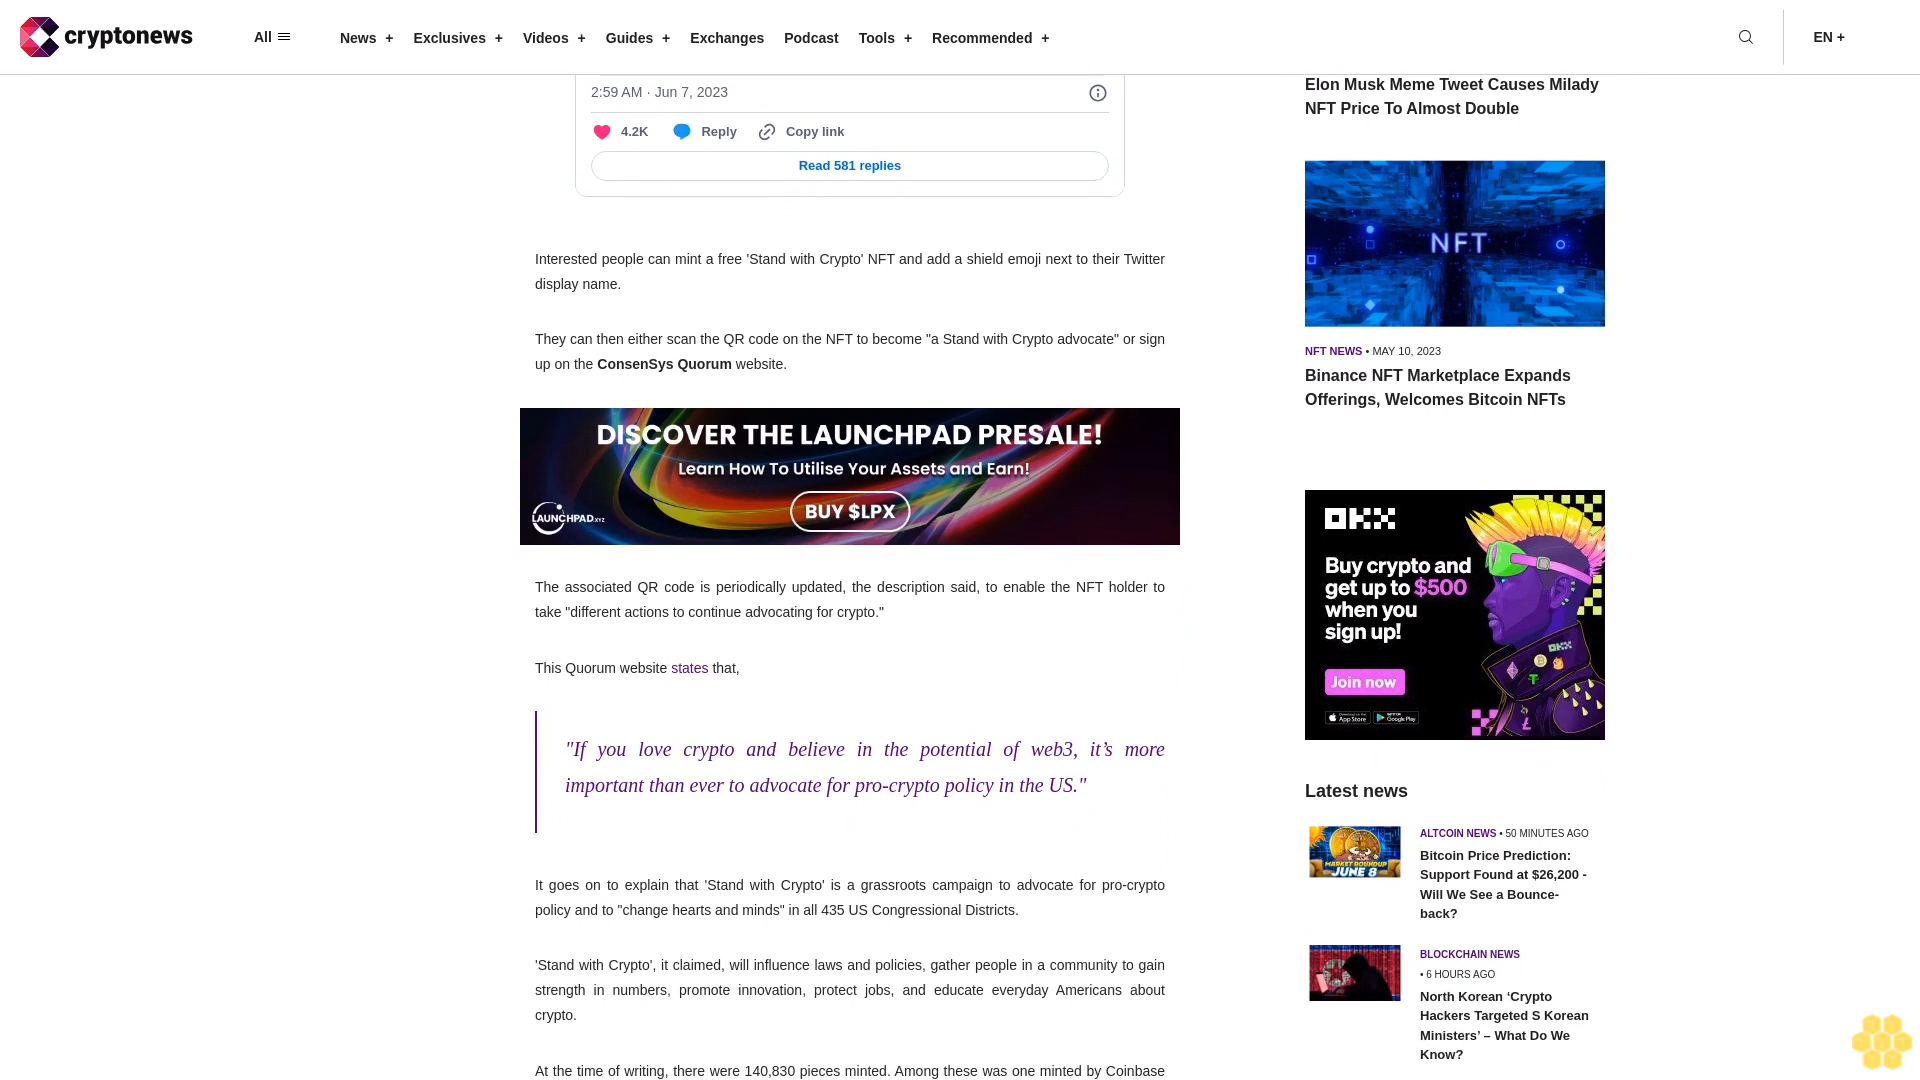 cryptonews
All
News +
Exclusives +
Videos +
Guides +
Exchanges
Podcast
Tools +
Recommended +
EN +
2:59 AM · Jun 7, 2023
4.2K
Reply
Copy link
Read 581 replies
Interested people can mint a free 'Stand with Crypto' NFT and add a shield emoji next to their Twitter
display name.
They can then either scan the QR code on the NFT to become "a Stand with Crypto advocate" or sign
up on the ConsenSys Quorum website.
DISCOVER THE LAUNCHPAD PRESALE!
Learn How To Utilise Your Assets and Earn!
BUY $LPX
LAUNCHPAD.XYZ
The associated QR code is periodically updated, the description said, to enable the NFT holder to
take "different actions to continue advocating for crypto."
This Quorum website states that,
"If you love crypto and believe in the potential of web3, it’s more
important than ever to advocate for pro-crypto policy in the US."
It goes on to explain that 'Stand with Crypto' is a grassroots campaign to advocate for pro-crypto
policy and to "change hearts and minds" in all 435 US Congressional Districts.
'Stand with Crypto', it claimed, will influence laws and policies, gather people in a community to gain
strength in numbers, promote innovation, protect jobs, and educate everyday Americans about
crypto.
At the time of writing, there were 140,830 pieces minted. Among these was one minted by Coinbase
Elon Musk Meme Tweet Causes Milady
NFT Price To Almost Double
NFT
NFT NEWS • MAY 10, 2023
Binance NFT Marketplace Expands
Offerings, Welcomes Bitcoin NFTs
OKX
Buy crypto and
get up to $500
when you
sign up!
Join now
Download on the
App Store
GET IT ON
Google Play
OKX
Latest news
MARKET ROUNDUP
JUNE 8
ALTCOIN NEWS • 50 MINUTES AGO
Bitcoin Price Prediction:
Support Found at $26,200 -
Will We See a Bounce-
back?
BLOCKCHAIN NEWS
• 6 HOURS AGO
North Korean ‘Crypto
Hackers Targeted S Korean
Ministers’ – What Do We
Know?